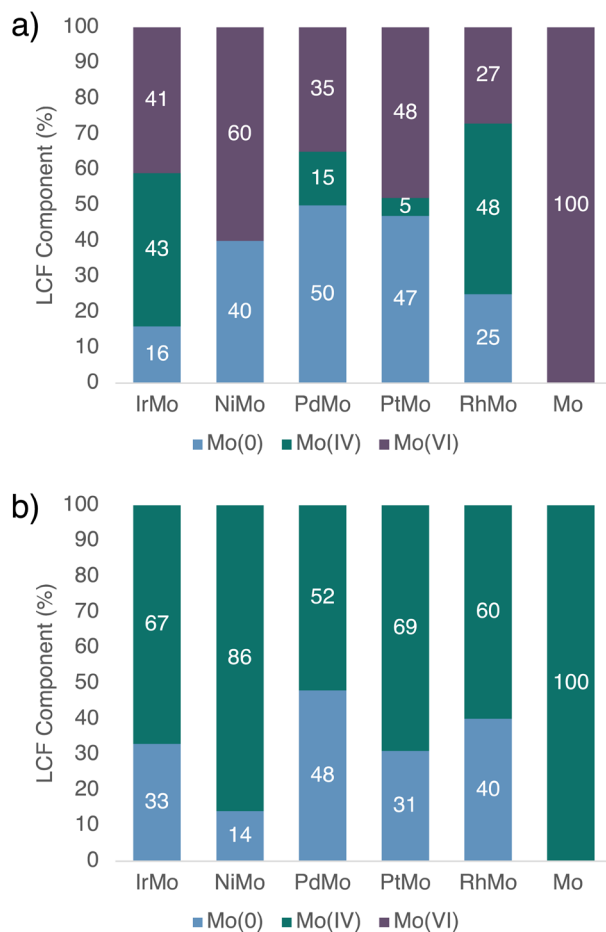 a)
LCF Component (%)
100
90
80
70
60
50
40
30
20
10
0
41 60 35 48 27 100
43 15 5 48
16 40 50 47 25
IrMo NiMo PdMo PtMo RhMo Mo
Mo(0) Mo(IV) Mo(VI)
b)
LCF Component (%)
100
90
80
70
60
50
40
30
20
10
0
67 86 52 69 60 100
33 14 48 31 40
IrMo NiMo PdMo PtMo RhMo Mo
Mo(0) Mo(IV) Mo(VI)